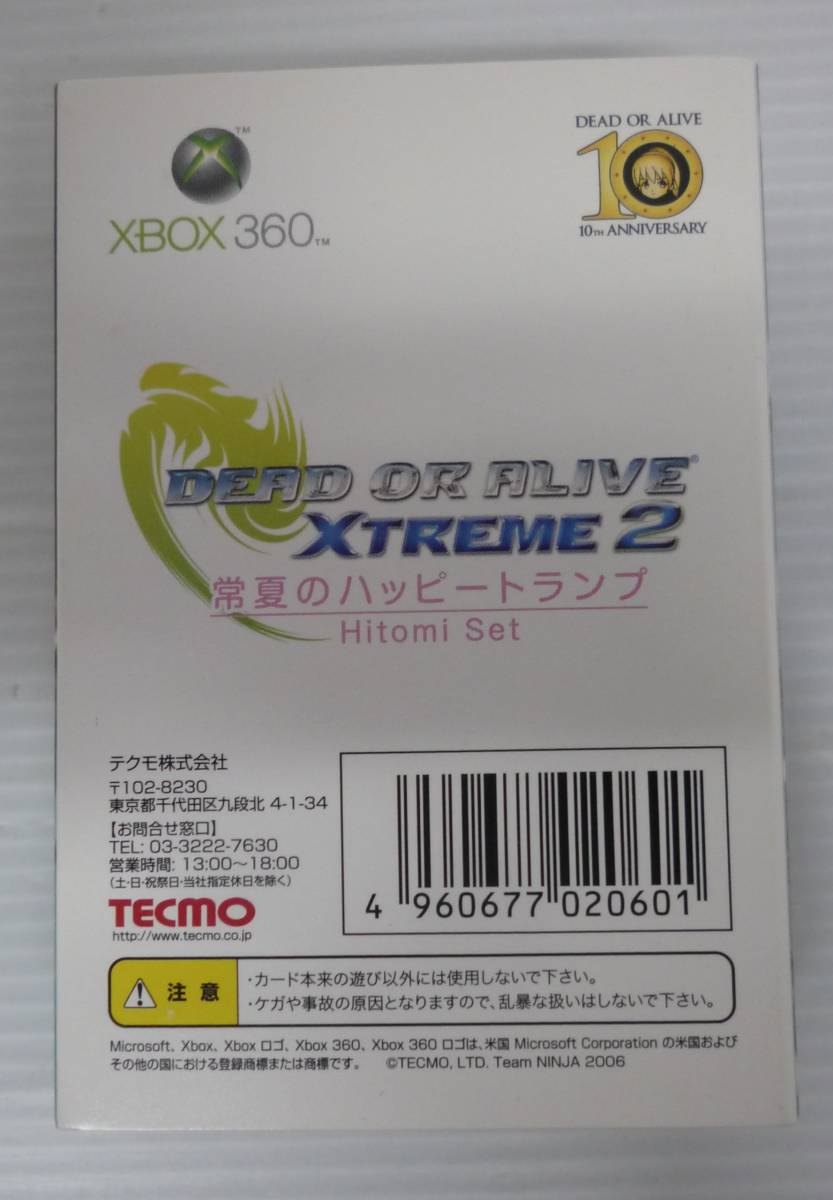 XBOX 360™
DEAD OR ALIVE
10
10TH ANNIVERSARY
DEAD OR ALIVE®
XTREME 2
常夏のハッピートランプ
Hitomi Set
テクモ株式会社
〒102-8230
東京都千代田区九段北 4-1-34
【お問合せ窓口】
TEL: 03-3222-7630
営業時間: 13:00～18:00
（土・日・祝祭日・当社指定休日を除く）
TECMO
http://www.tecmo.co.jp
4 960677 020601
注意
・カード本来の遊び以外には使用しないで下さい。
・ケガや事故の原因となりますので、乱暴な扱いはしないで下さい。
Microsoft、Xbox、Xbox ロゴ、Xbox 360、Xbox 360 ロゴは、米国 Microsoft Corporation の米国および
その他の国における登録商標または商標です。 ©TECMO, LTD. Team NINJA 2006